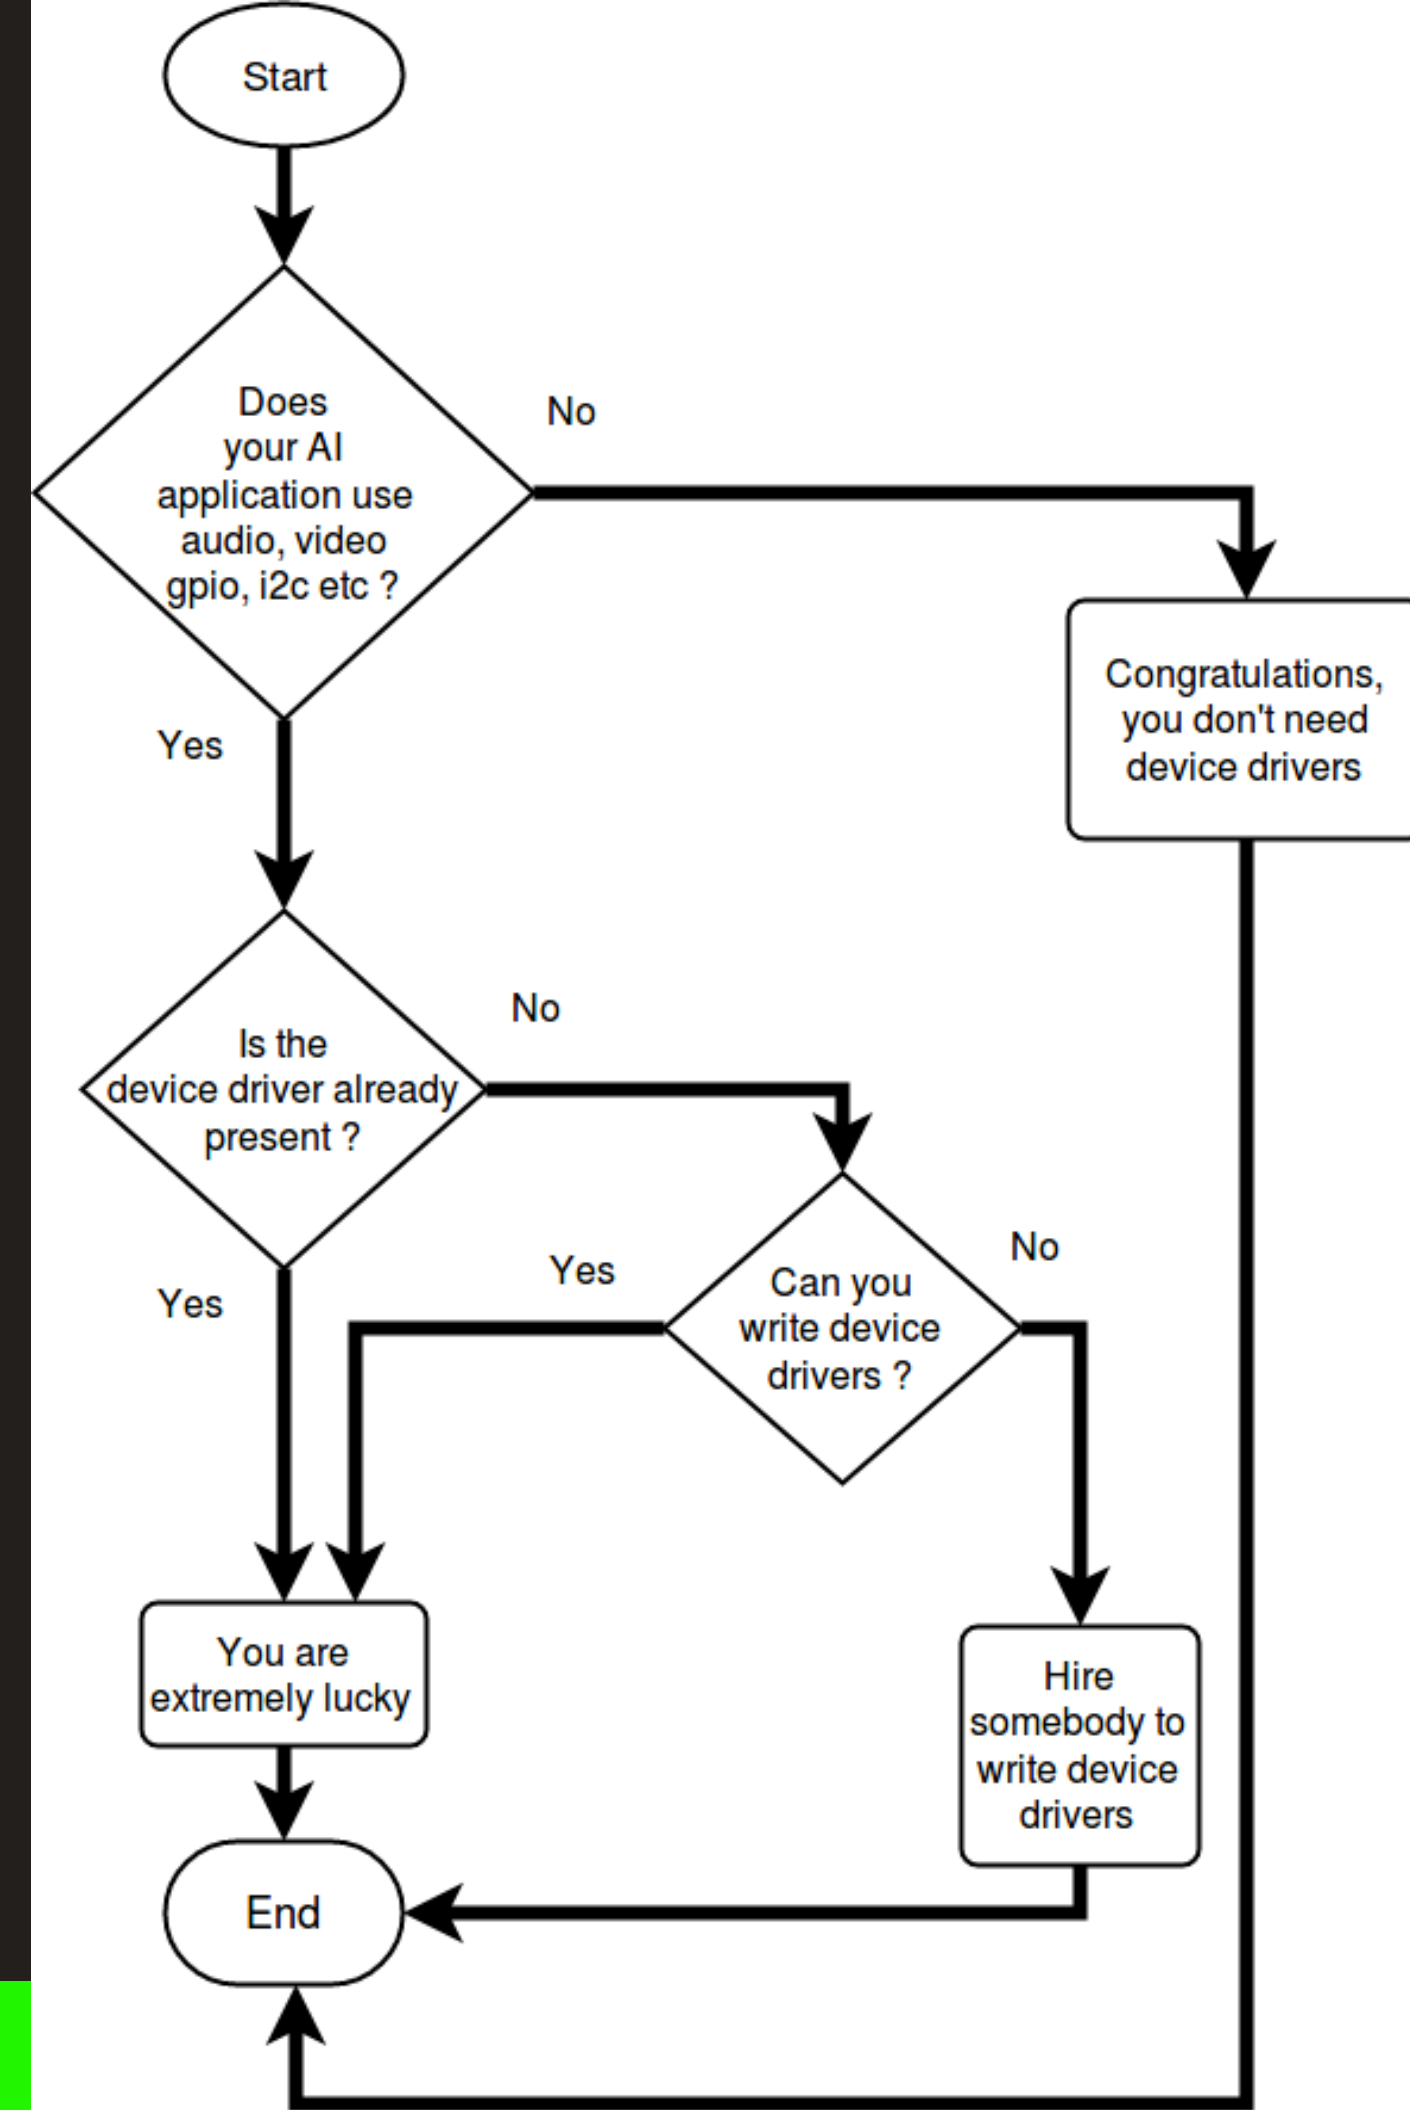 Start
Does
your AI
application use
audio, video
gpio, i2c etc ?
No
Yes
Congratulations,
you don't need
device drivers
Is the
device driver already
present ?
No
Yes
Can you
write device
drivers ?
Yes
No
You are
extremely lucky
Hire
somebody to
write device
drivers
End